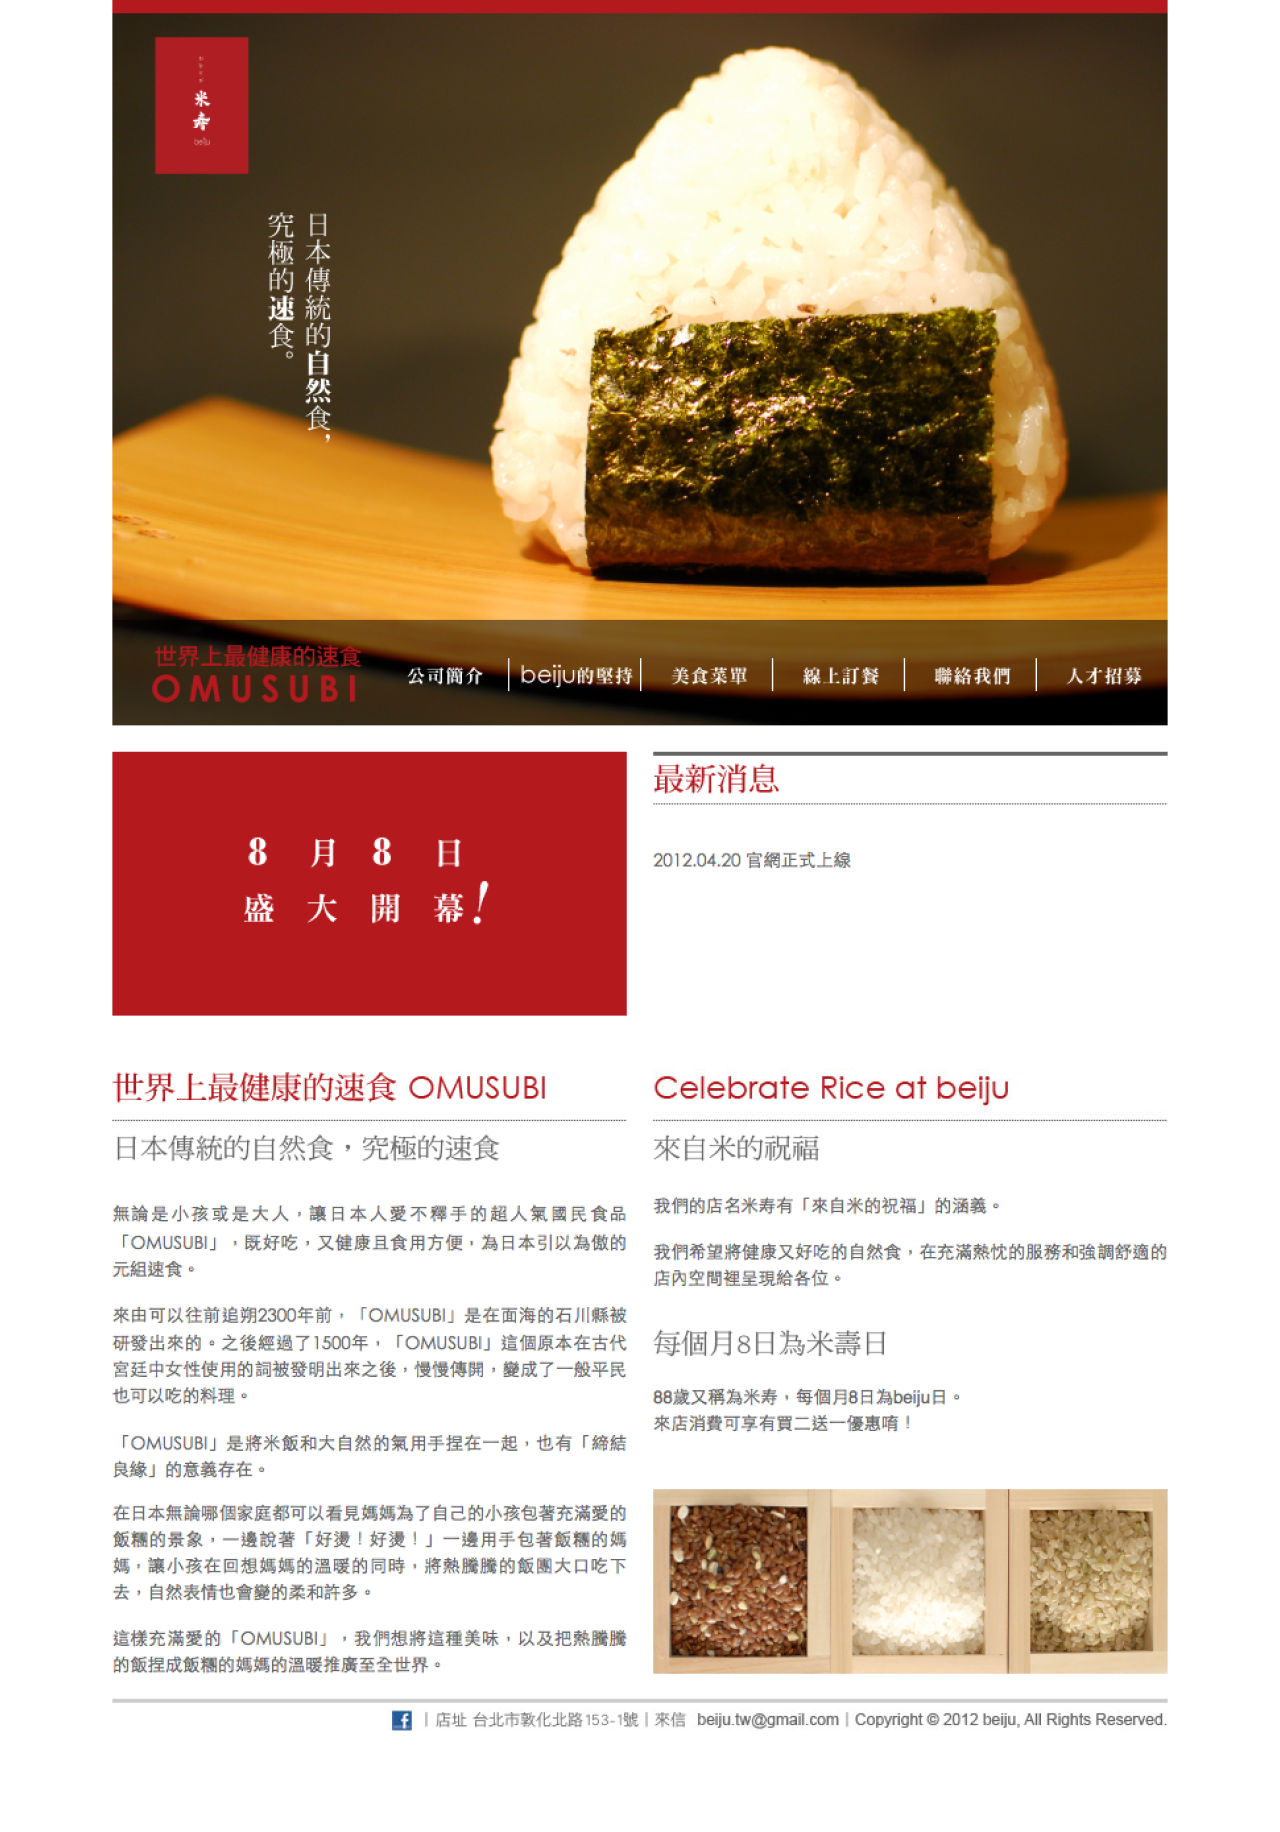 米寿
beiju
日本傳統的自然食，
究極的速食。
世界上最健康的速食
OMUSUBI
公司簡介
beiju的堅持
美食菜單
線上訂餐
聯絡我們
人才招募
8月8日
盛大開幕!
最新消息
2012.04.20 官網正式上線
世界上最健康的速食 OMUSUBI
日本傳統的自然食，究極的速食
無論是小孩或是大人，讓日本人愛不釋手的超人氣國民食品
「OMUSUBI」，既好吃，又健康且食用方便，為日本引以為傲的
元組速食。
來由可以往前追朔2300年前，「OMUSUBI」是在面海的石川縣被
研發出來的。之後經過了1500年，「OMUSUBI」這個原本在古代
宮廷中女性使用的詞被發明出來之後，慢慢傳開，變成了一般平民
也可以吃的料理。
「OMUSUBI」是將米飯和大自然的氣用手捏在一起，也有「締結
良緣」的意義存在。
在日本無論哪個家庭都可以看見媽媽為了自己的小孩包著充滿愛的
飯糰的景象，一邊說著「好燙！好燙！」一邊用手包著飯糰的媽
媽，讓小孩在回想媽媽的溫暖的同時，將熱騰騰的飯團大口吃下
去，自然表情也會變的柔和許多。
這樣充滿愛的「OMUSUBI」，我們想將這種美味，以及把熱騰騰
的飯捏成飯糰的媽媽的溫暖推廣至全世界。
Celebrate Rice at beiju
來自米的祝福
我們的店名米寿有「來自米的祝福」的涵義。
我們希望將健康又好吃的自然食，在充滿熱忱的服務和強調舒適的
店內空間裡呈現給各位。
每個月8日為米壽日
88歲又稱為米寿，每個月8日為beiju日。
來店消費可享有買二送一優惠唷！
f｜店址 台北市敦化北路153-1號｜來信 beiju.tw@gmail.com｜Copyright © 2012 beiju, All Rights Reserved.